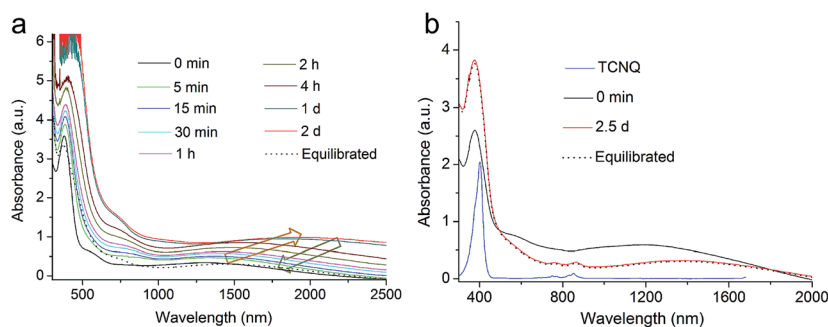 a
Absorbance (a.u.)
6
5
4
3
2
1
0
0 min
5 min
15 min
30 min
1 h
2 h
4 h
1 d
2 d
Equilibrated
500 1000 1500 2000 2500
Wavelength (nm)
b
Absorbance (a.u.)
4
3
2
1
0
TCNQ
0 min
2.5 d
Equilibrated
400 800 1200 1600 2000
Wavelength (nm)